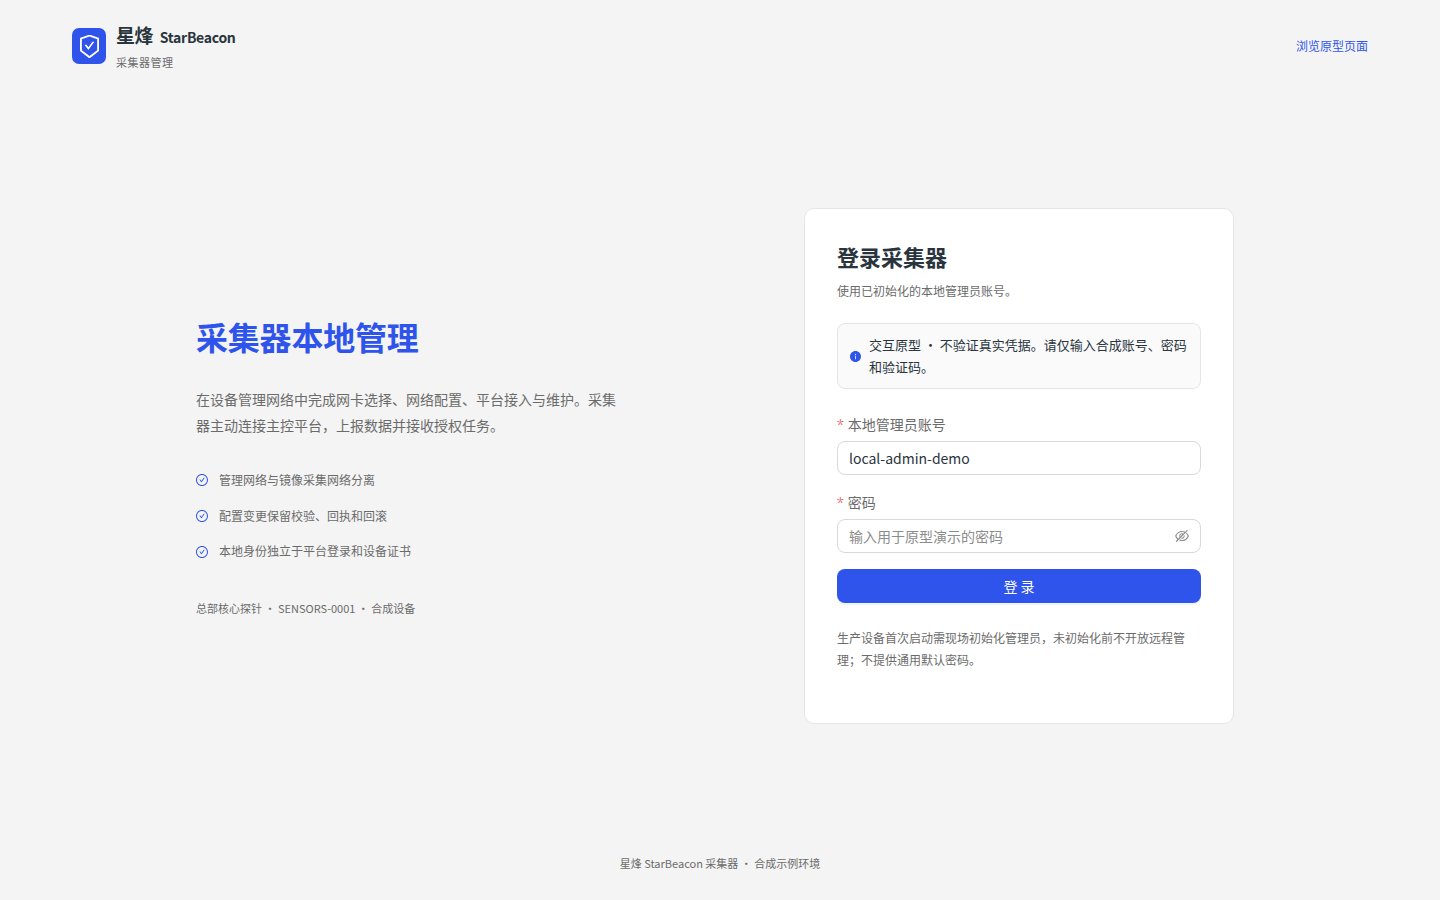 星烽 StarBeacon
采集器管理
浏览原型页面
采集器本地管理
在设备管理网络中完成网卡选择、网络配置、平台接入与维护。采集
器主动连接主控平台，上报数据并接收授权任务。
管理网络与镜像采集网络分离
配置变更保留校验、回执和回滚
本地身份独立于平台登录和设备证书
总部核心探针 · SENSORS-0001 · 合成设备
登录采集器
使用已初始化的本地管理员账号。
交互原型 · 不验证真实凭据。请仅输入合成账号、密码
和验证码。
* 本地管理员账号
local-admin-demo
* 密码
输入用于原型演示的密码
登 录
生产设备首次启动需现场初始化管理员，未初始化前不开放远程管
理；不提供通用默认密码。
星烽 StarBeacon 采集器 · 合成示例环境